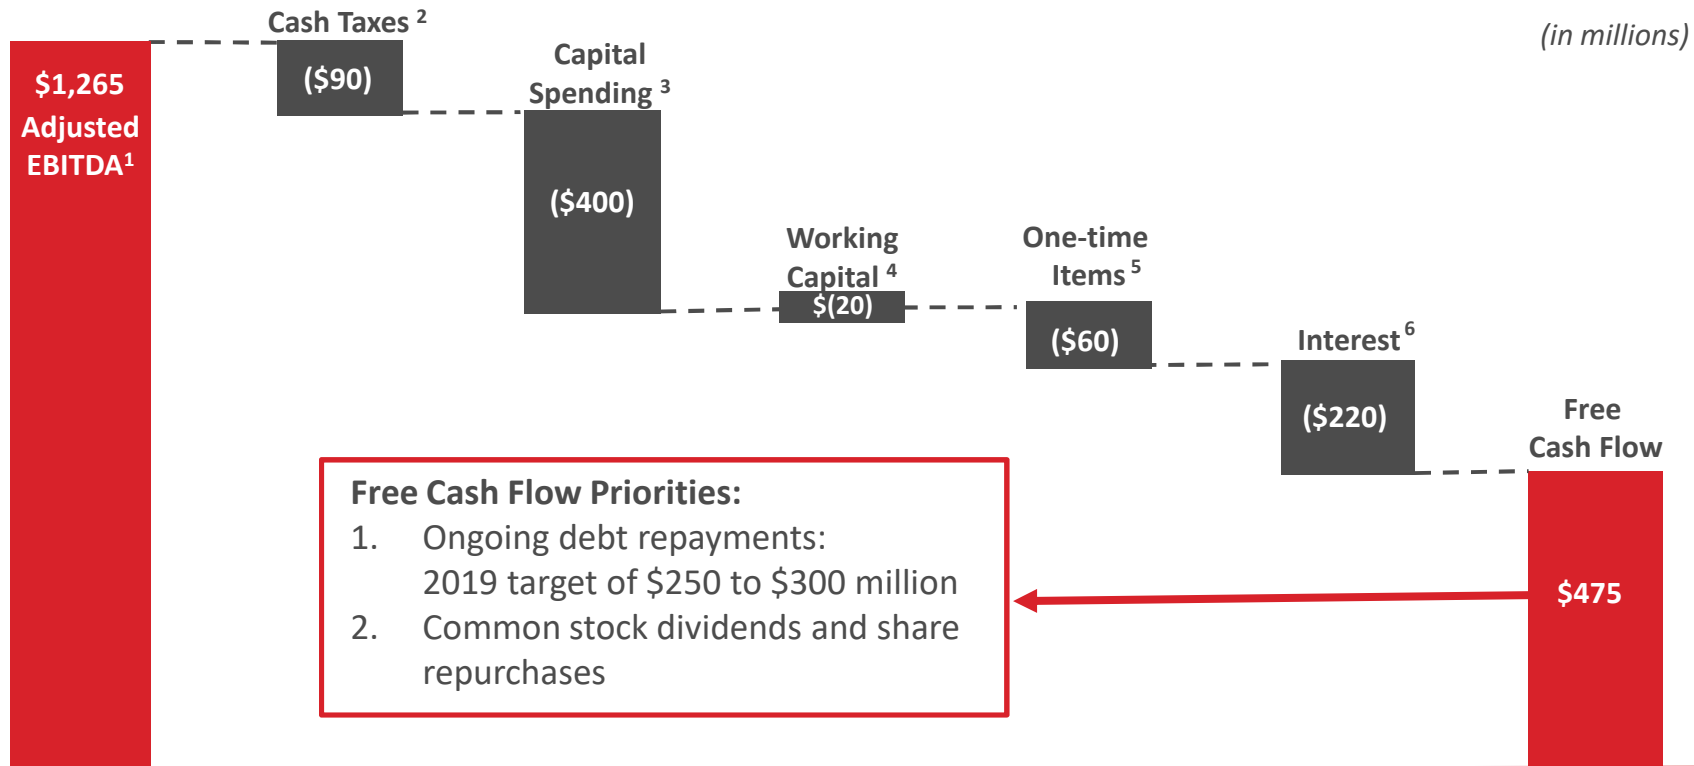 Cash Taxes 2
(in millions)
$1,265
Adjusted
EBITDA1
($90)
Capital
Spending 3
($400)
Working
Capital 4
$(20)
One-time
Items 5
($60)
Interest 6
($220)
Free
Cash Flow
$475
Free Cash Flow Priorities:
1. Ongoing debt repayments:
2019 target of $250 to $300 million
2. Common stock dividends and share
repurchases